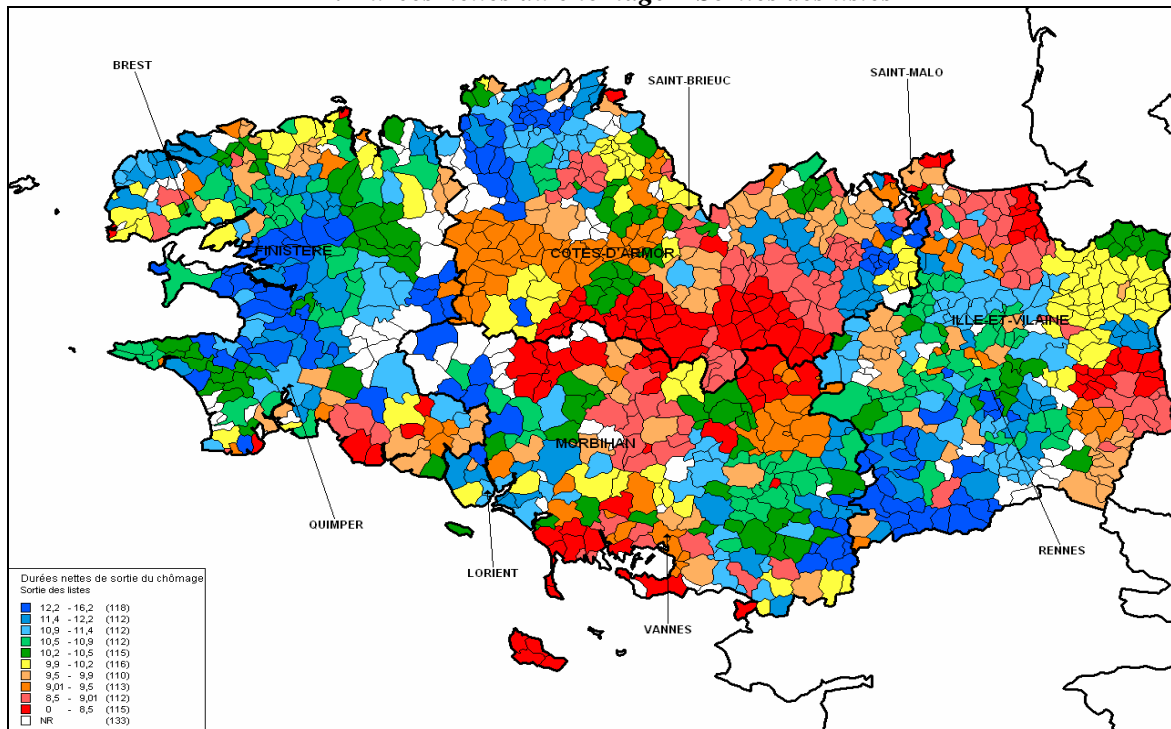 BREST
SAINT-BRIEUC
SAINT-MALO
FINISTERE
COTES-D'ARMOR
ILLE-ET-VILAINE
MORBIHAN
QUIMPER
LORIENT
VANNES
RENNES
Durées nettes de sortie du chômage
Sortie des listes
12,2 - 16,2 (118)
11,4 - 12,2 (112)
10,9 - 11,4 (112)
10,5 - 10,9 (112)
10,2 - 10,5 (115)
9,9 - 10,2 (116)
9,5 - 9,9 (110)
9,01 - 9,5 (113)
8,5 - 9,01 (112)
0 - 8,5 (115)
NR (133)